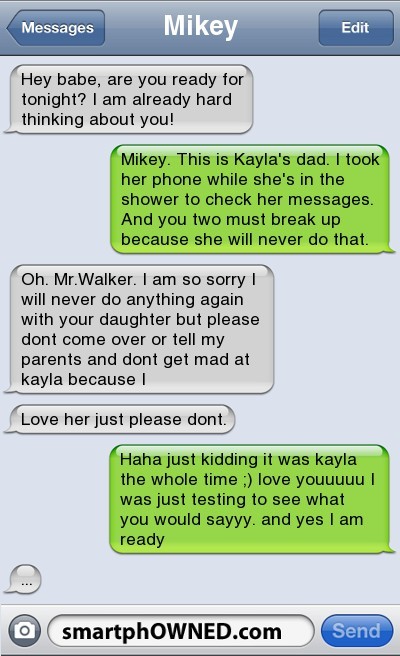 Messages
Mikey
Edit
Hey babe, are you ready for
tonight? I am already hard
thinking about you!
Mikey. This is Kayla's dad. I took
her phone while she's in the
shower to check her messages.
And you two must break up
because she will never do that.
Oh. Mr.Walker. I am so sorry I
will never do anything again
with your daughter but please
dont come over or tell my
parents and dont get mad at
kayla because I
Love her just please dont.
Haha just kidding it was kayla
the whole time ;) love youuuuu I
was just testing to see what
you would sayyy. and yes I am
ready
...
smartphOWNED.com
Send